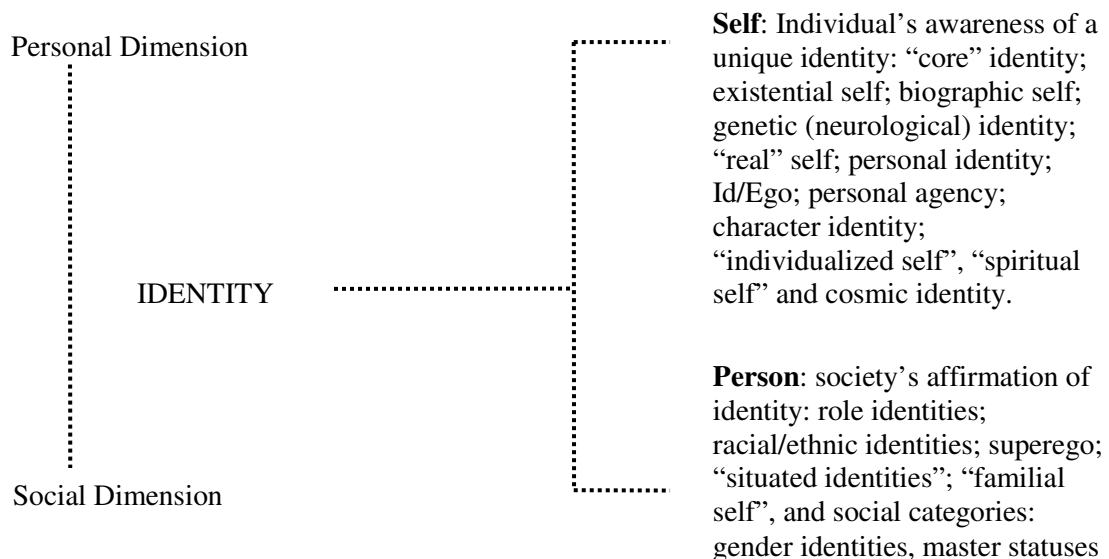 Personal Dimension
IDENTITY
Social Dimension
Self: Individual’s awareness of a
unique identity: “core” identity;
existential self; biographic self;
genetic (neurological) identity;
“real” self; personal identity;
Id/Ego; personal agency;
character identity;
“individualized self”, “spiritual
self” and cosmic identity.
Person: society’s affirmation of
identity: role identities;
racial/ethnic identities; superego;
“situated identities”; “familial
self”, and social categories:
gender identities, master statuses